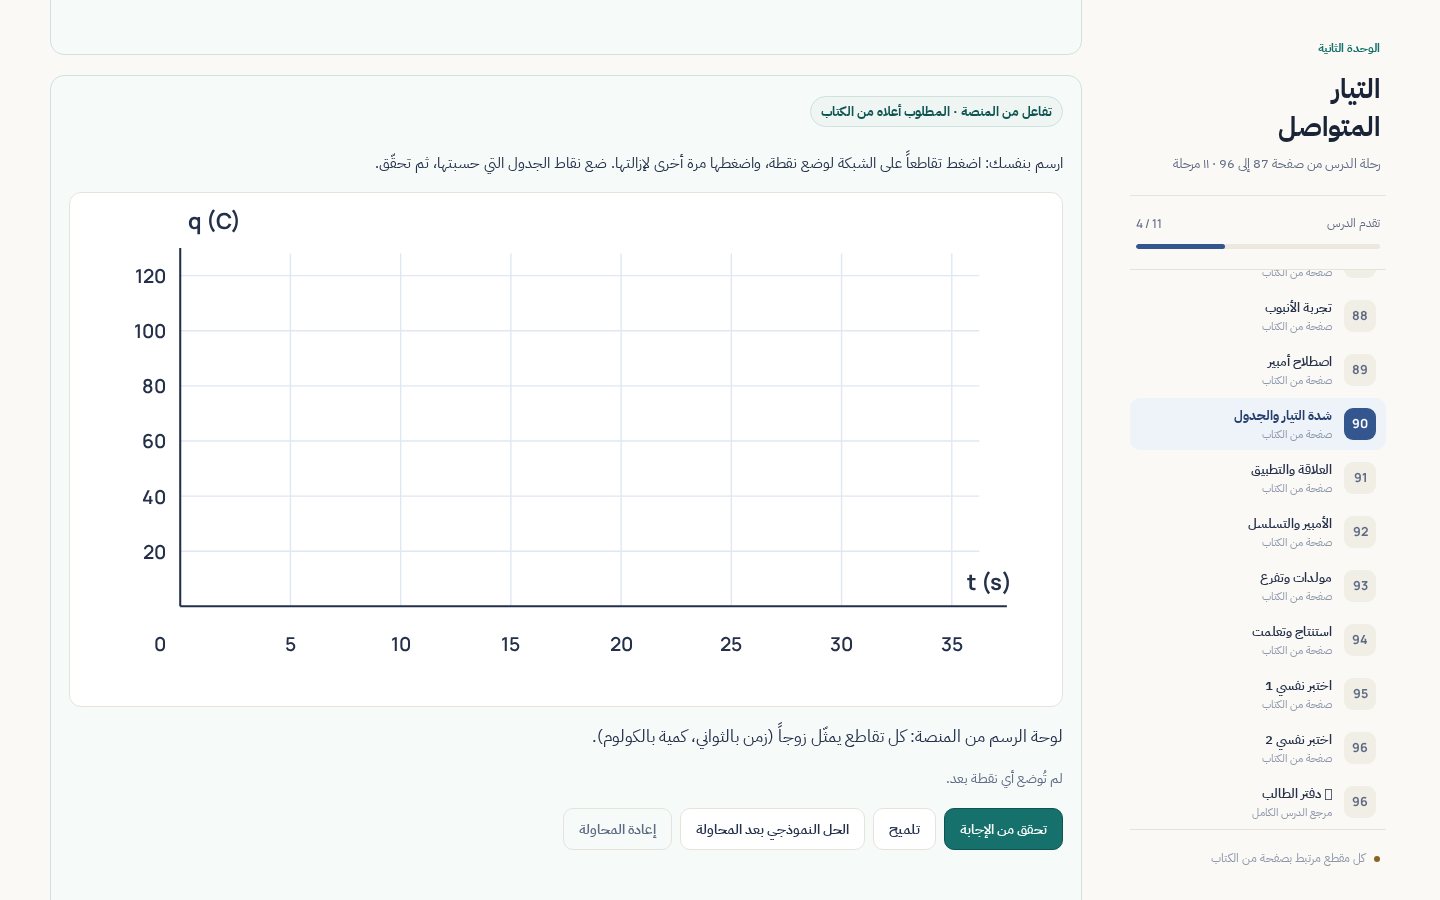 الوحدة الثانية
التيار
المتواصل
رحلة الدرس من صفحة 87 إلى 96 · ١١ مرحلة
تقدم الدرس
4 / 11
صفحة من الكتاب
88
تجربة الأنبوب
صفحة من الكتاب
89
اصطلاح أمبير
صفحة من الكتاب
90
شدة التيار والجدول
صفحة من الكتاب
91
العلاقة والتطبيق
صفحة من الكتاب
92
الأمبير والتسلسل
صفحة من الكتاب
93
مولدات وتفرع
صفحة من الكتاب
94
استنتاج وتعلمت
صفحة من الكتاب
95
اختبر نفسي 1
صفحة من الكتاب
96
اختبر نفسي 2
صفحة من الكتاب
96
دفتر الطالب
مرجع الدرس الكامل
كل مقطع مرتبط بصفحة من الكتاب
تفاعل من المنصة · المطلوب أعلاه من الكتاب
ارسم بنفسك: اضغط تقاطعاً على الشبكة لوضع نقطة، واضغطها مرة أخرى لإزالتها. ضع نقاط الجدول التي حسبتها، ثم تحقّق.
q (C)
120
100
80
60
40
20
t (s)
0 5 10 15 20 25 30 35
لوحة الرسم من المنصة: كل تقاطع يمثّل زوجاً (زمن بالثواني، كمية بالكولوم).
لم تُوضع أي نقطة بعد.
تحقق من الإجابة
تلميح
الحل النموذجي بعد المحاولة
إعادة المحاولة